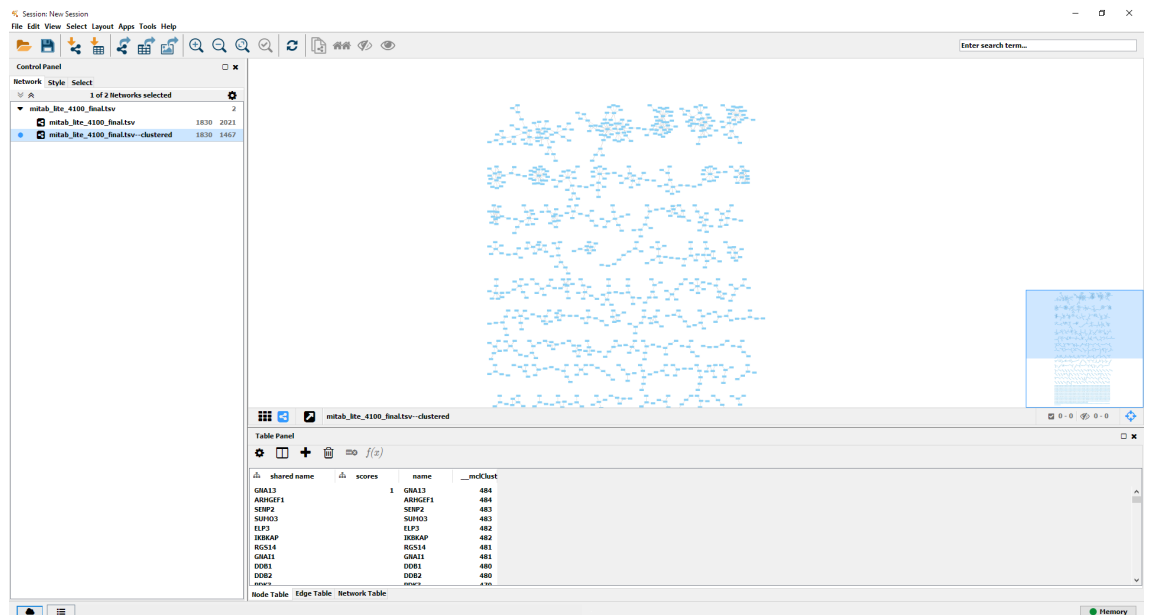 Session: New Session
File Edit View Select Layout Apps Tools Help
Enter search term...
Control Panel
Network Style Select
1 of 2 Networks selected
mitab_lite_4100_final.tsv 2
mitab_lite_4100_final.tsv 1830 2021
mitab_lite_4100_final.tsv--clustered 1830 1467
mitab_lite_4100_final.tsv--clustered
0 - 0 0 - 0
Table Panel
f(x)
shared name scores name __mclClust
GNA13 1 GNA13 484
ARHGEF1 ARHGEF1 484
SENP2 SENP2 483
SUMO3 SUMO3 483
ELP3 ELP3 482
IKBKAP IKBKAP 482
RGS14 RGS14 481
GNAI1 GNAI1 481
DDB1 DDB1 480
DDB2 DDB2 480
Node Table Edge Table Network Table
Memory